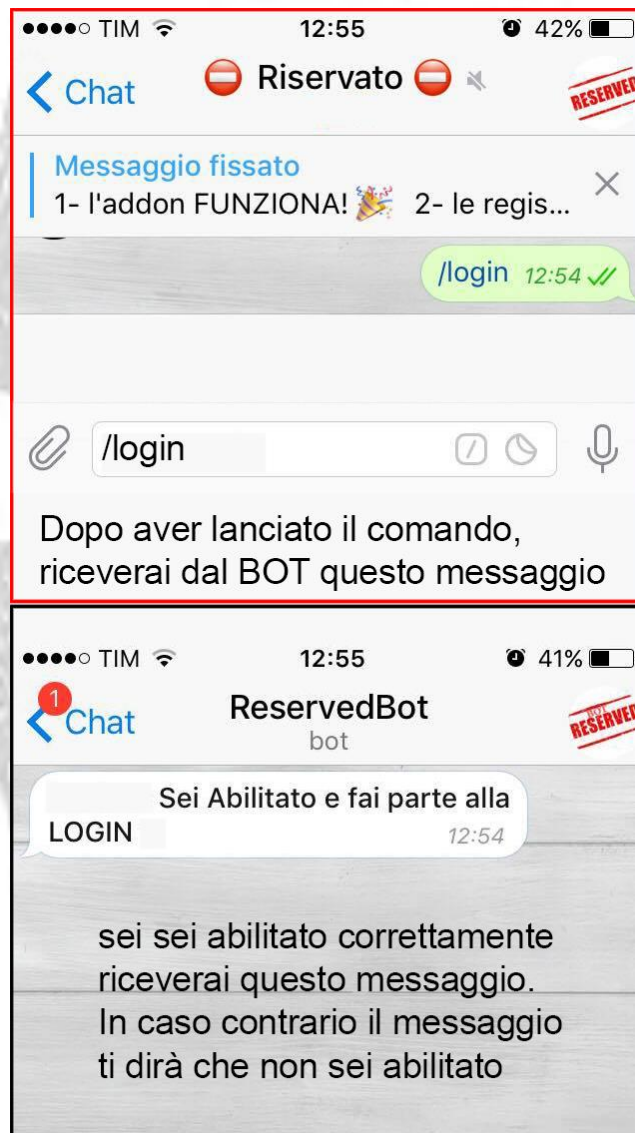 TIM 12:55 42%
Chat ⛔ Riservato ⛔
RESERVED
Messaggio fissato
1- l'addon FUNZIONA! 🎉 2- le regis...
/login 12:54
/login
Dopo aver lanciato il comando,
riceverai dal BOT questo messaggio
TIM 12:55 41%
1
Chat ReservedBot
bot
BOT
RESERVED
Sei Abilitato e fai parte alla
LOGIN 12:54
sei sei abilitato correttamente
riceverai questo messaggio.
In caso contrario il messaggio
ti dirà che non sei abilitato